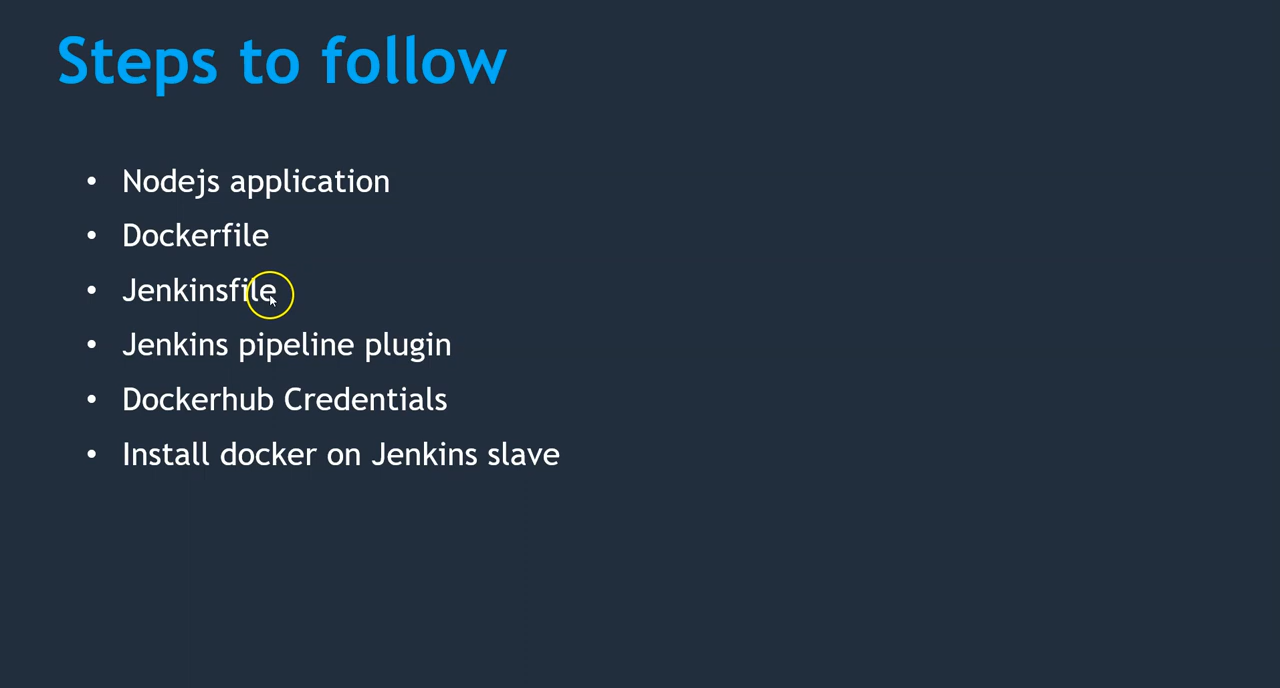 Steps to follow
• Nodejs application
• Dockerfile
• Jenkinsfile
• Jenkins pipeline plugin
• Dockerhub Credentials
• Install docker on Jenkins slave